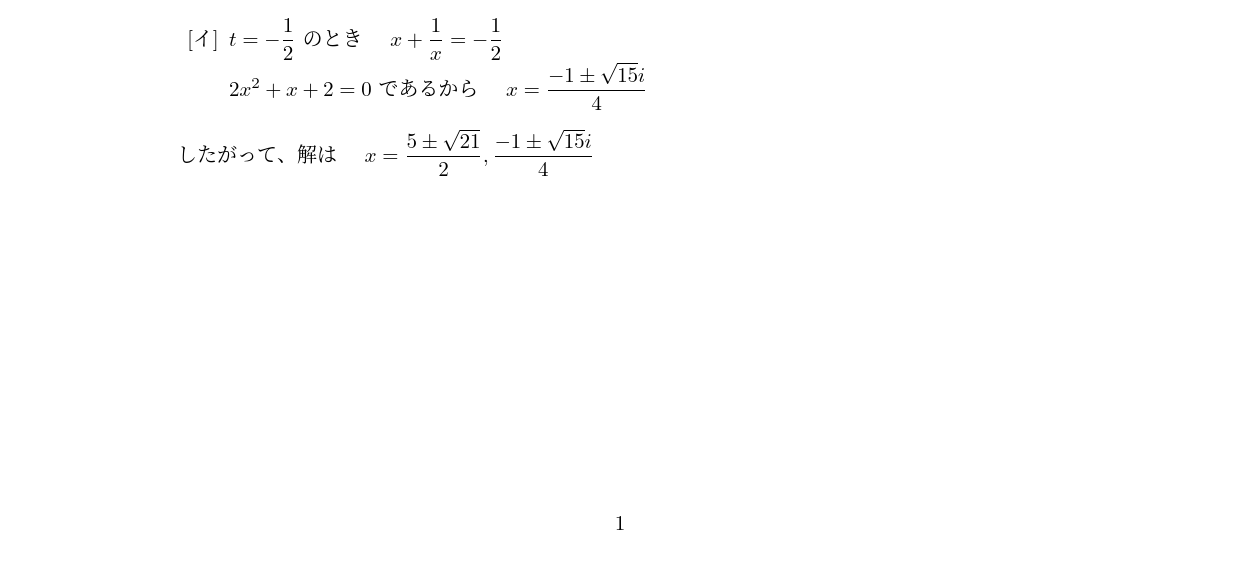 [イ] t = −1/2 のとき x + 1/x = −1/2
2x² + x + 2 = 0 であるから x = (−1 ± √15i)/4
したがって、解は x = (5 ± √21)/2, (−1 ± √15i)/4
1